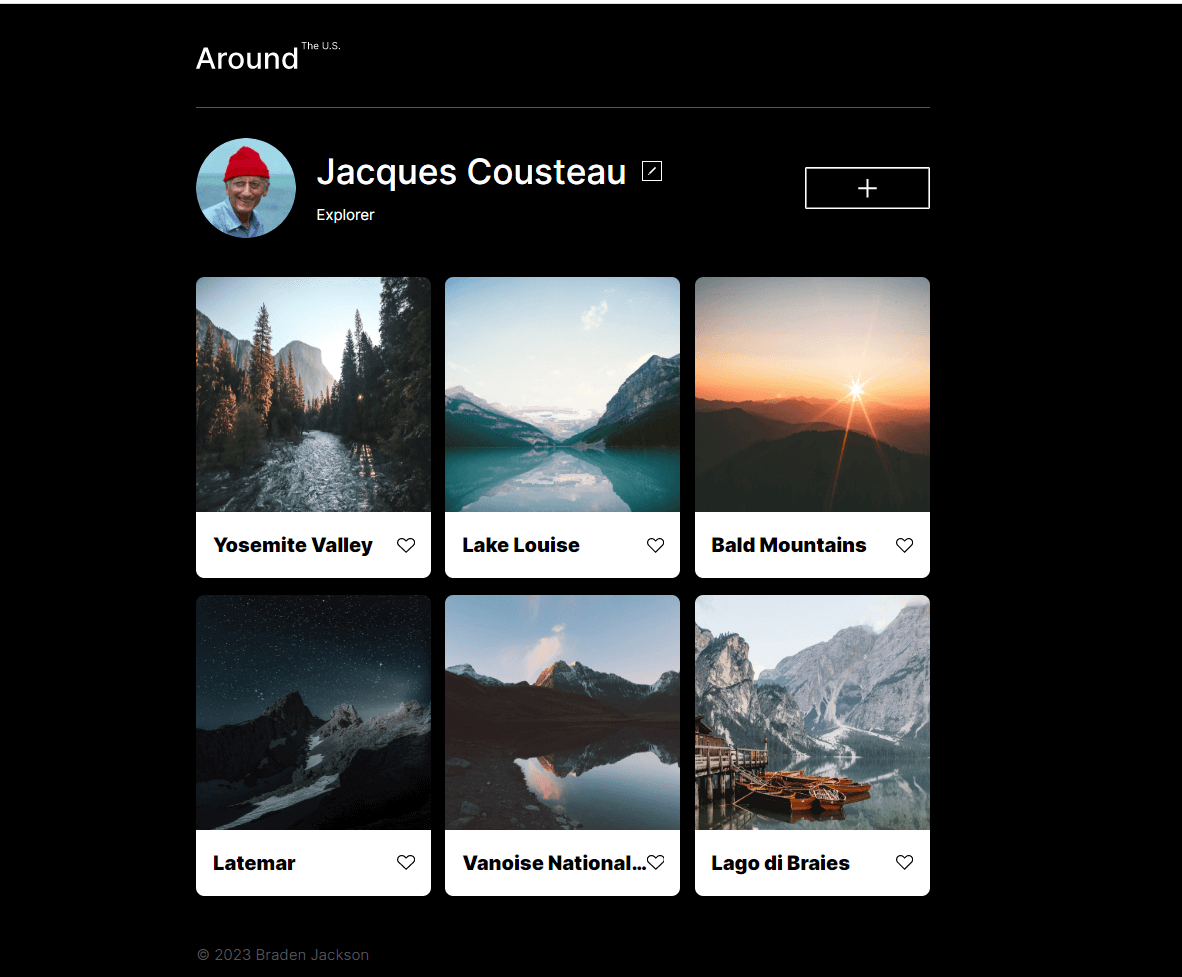 Around The U.S.
Jacques Cousteau
Explorer
Yosemite Valley
Lake Louise
Bald Mountains
Latemar
Vanoise National...
Lago di Braies
© 2023 Braden Jackson